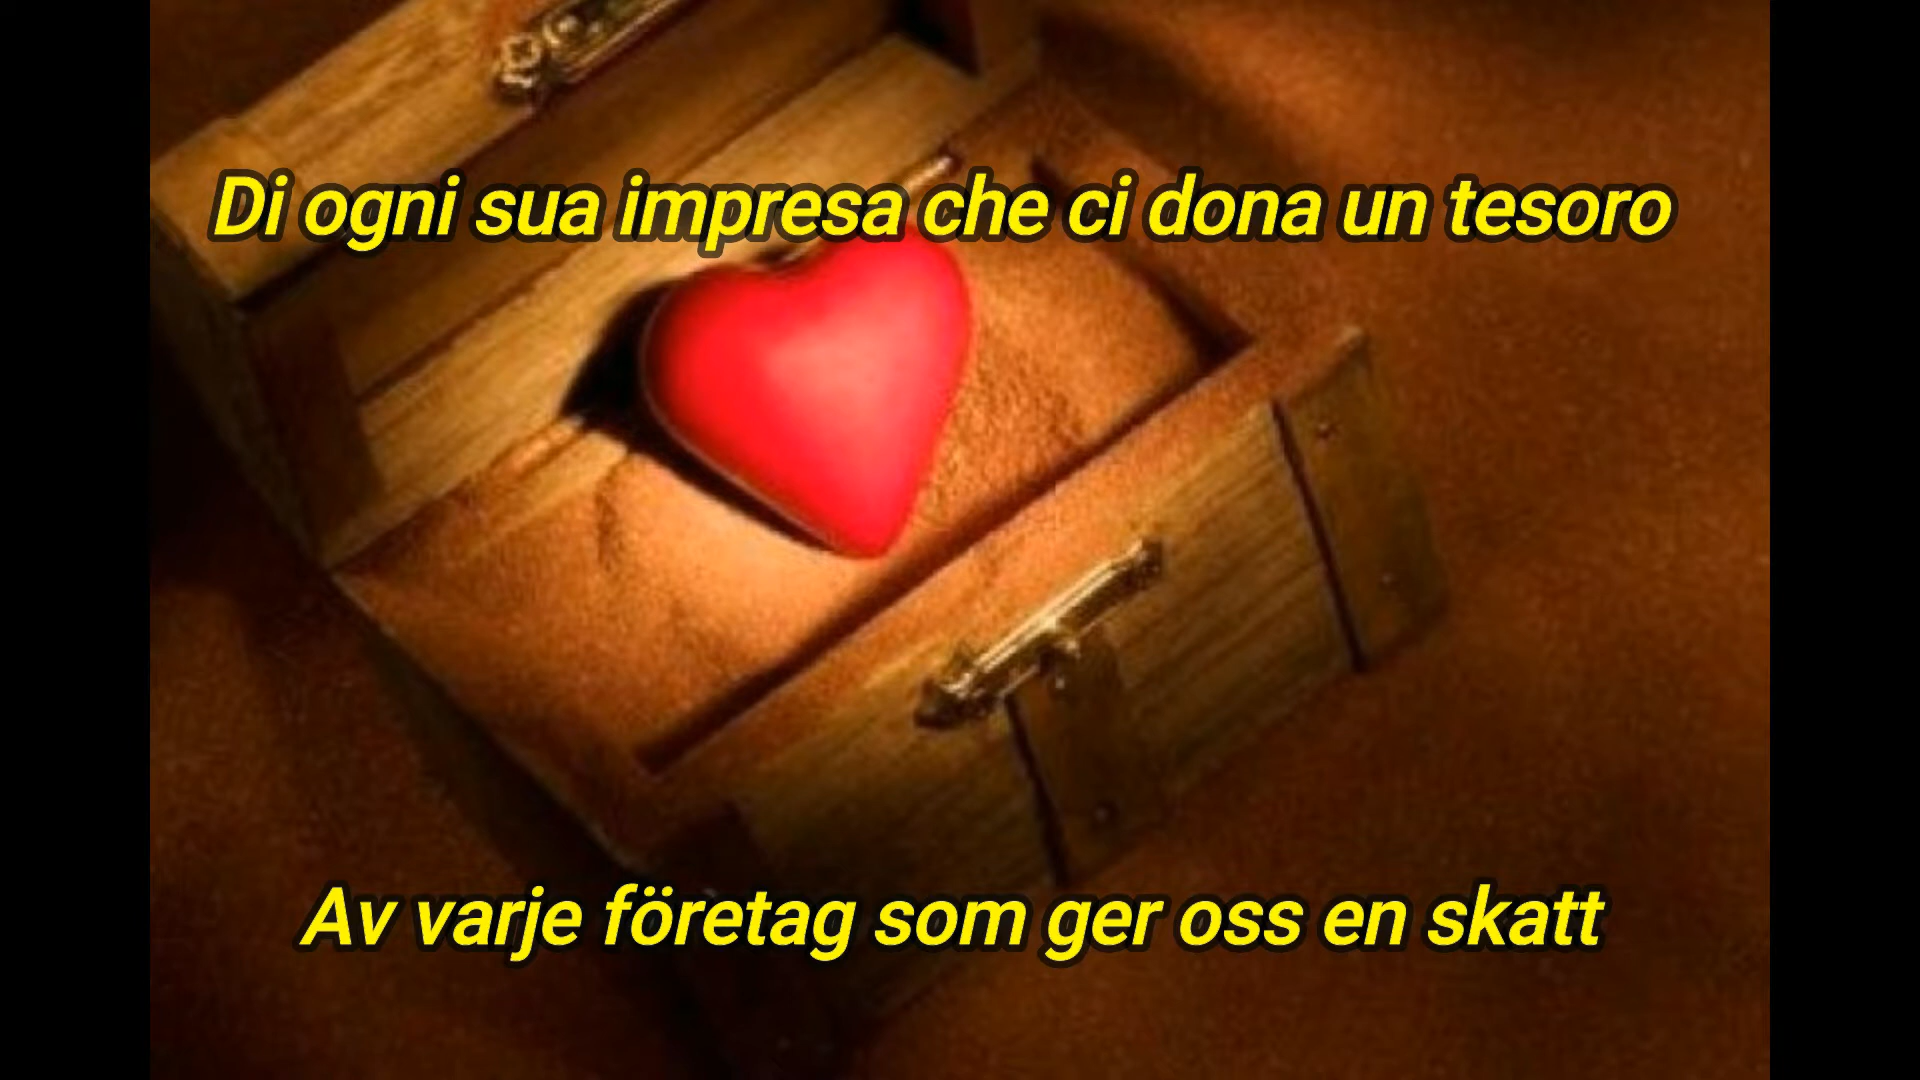 Di ogni sua impresa che ci dona un tesoro
Av varje företag som ger oss en skatt